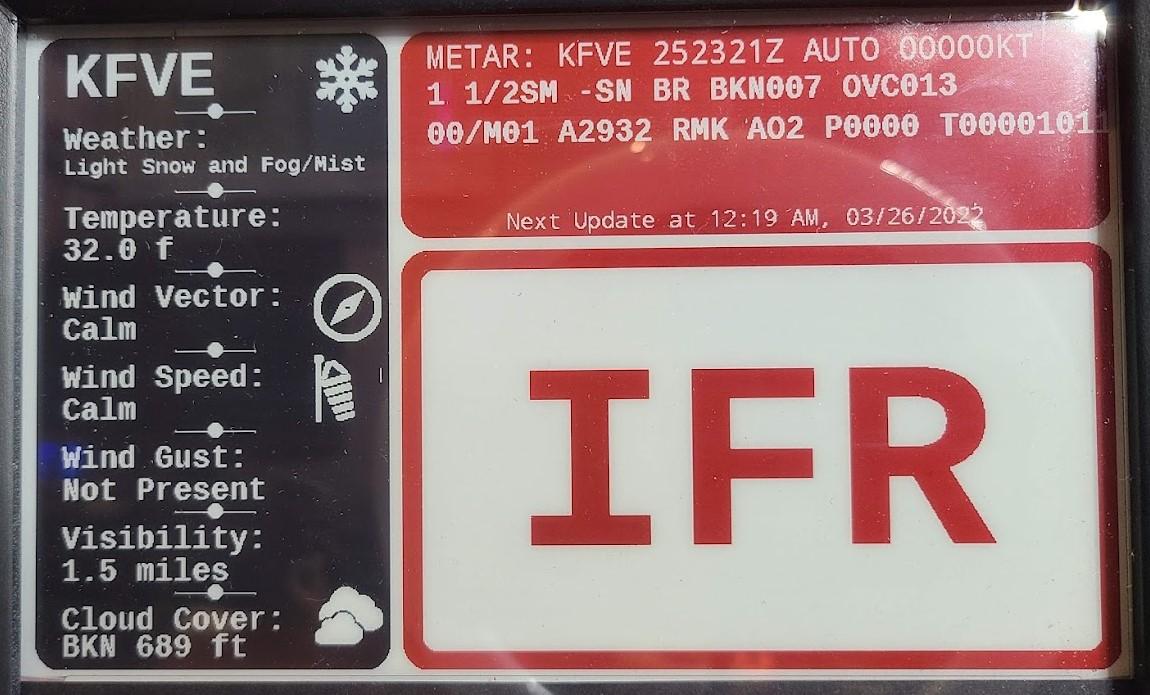 KFVE
Weather:
Light Snow and Fog/Mist
Temperature:
32.0 f
Wind Vector:
Calm
Wind Speed:
Calm
Wind Gust:
Not Present
Visibility:
1.5 miles
Cloud Cover:
BKN 689 ft
METAR: KFVE 252321Z AUTO 00000KT
1 1/2SM -SN BR BKN007 OVC013
00/M01 A2932 RMK AO2 P0000 T00001011
Next Update at 12:19 AM, 03/26/2022
IFR